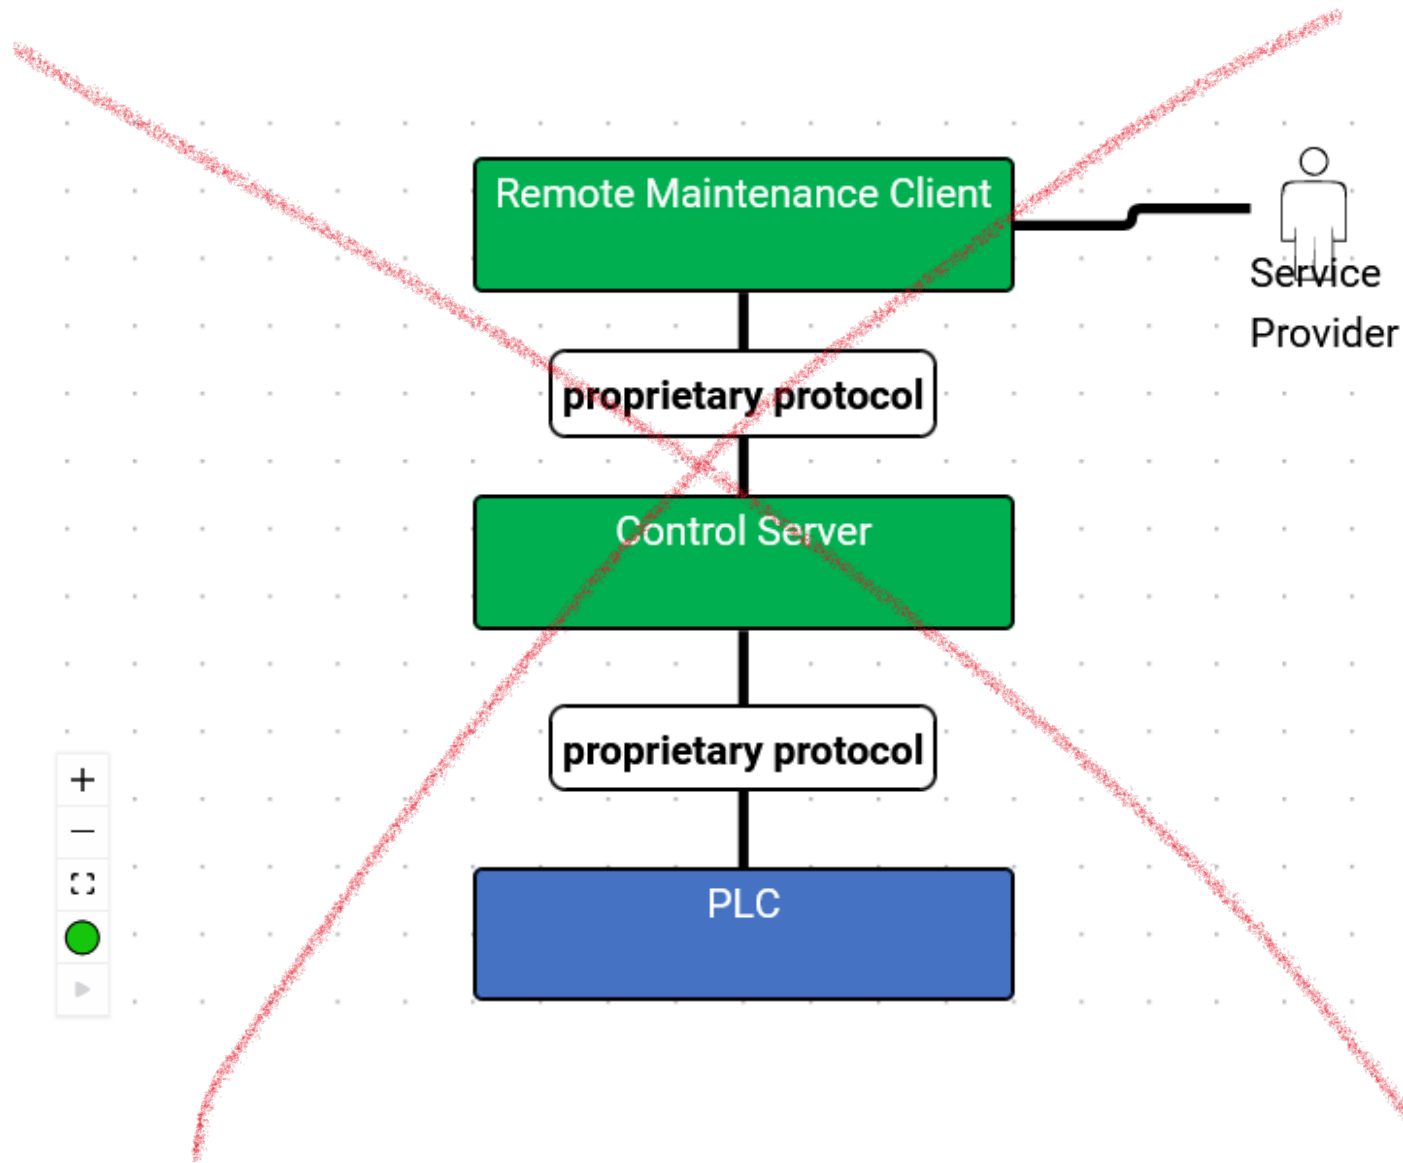 Remote Maintenance Client
Service
Provider
proprietary protocol
Control Server
proprietary protocol
PLC